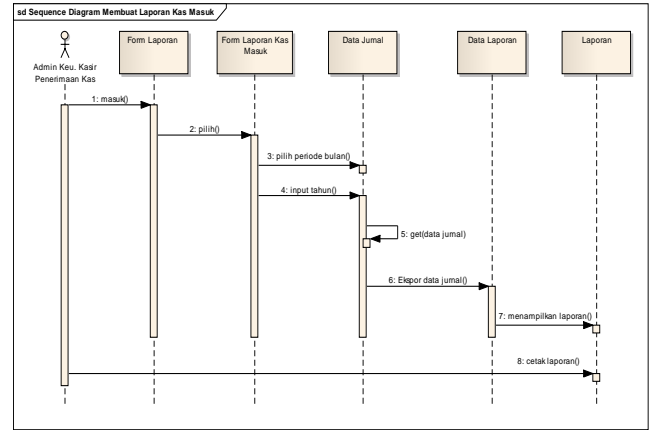 sd Sequence Diagram Membuat Laporan Kas Masuk
Admin Keu. Kasir
Penerimaan Kas
Form Laporan
Form Laporan Kas
Masuk
Data Jurnal
Data Laporan
Laporan
1: masuk()
2: pilih()
3: pilih periode bulan()
4: input tahun()
5: get(data jurnal)
6: Ekspor data jurnal()
7: menampilkan laporan()
8: cetak laporan()